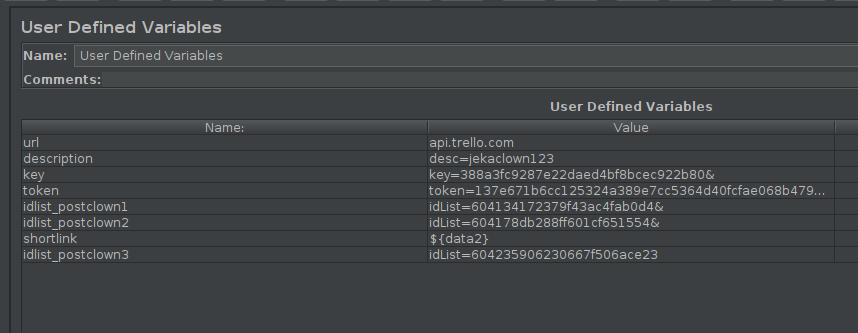 User Defined Variables
Name: User Defined Variables
Comments:
User Defined Variables
Name: Value
url api.trello.com
description desc=jekaclown123
key key=388a3fc9287e22daed4bf8bcec922b80&
token token=137e671b6cc125324a389e7cc5364d40fcfae068b479...
idlist_postclown1 idList=604134172379f43ac4fab0d4&
idlist_postclown2 idList=604178db288ff601cf651554&
shortlink ${data2}
idlist_postclown3 idList=604235906230667f506ace23